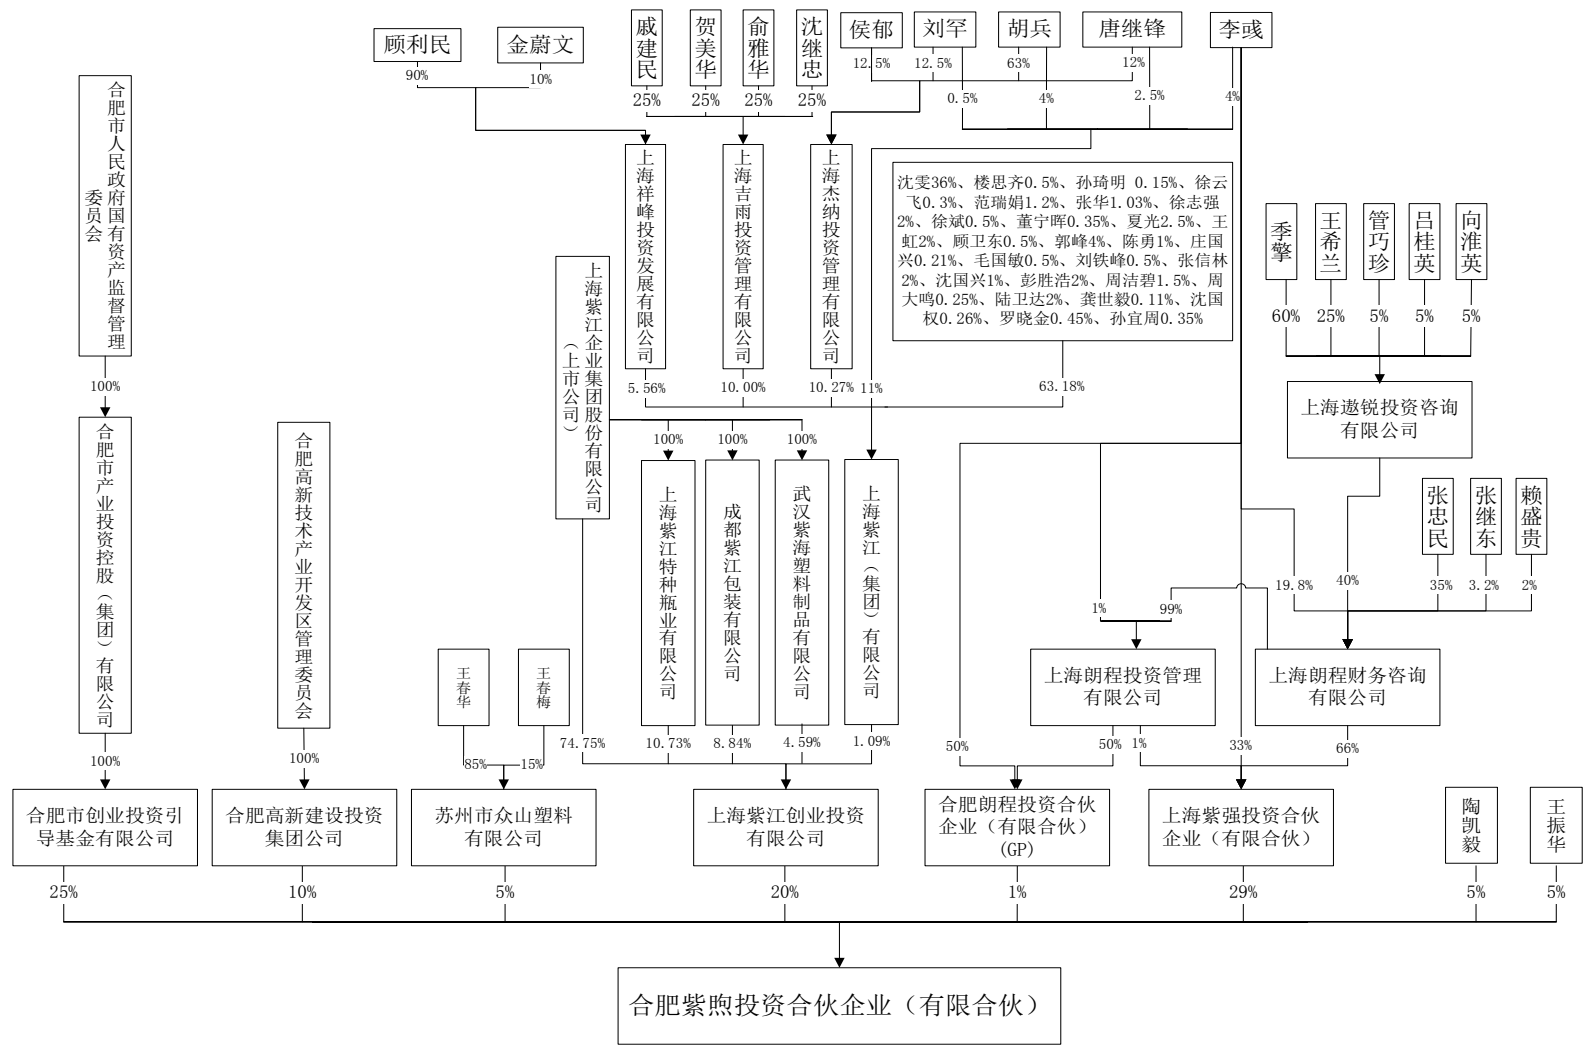 戚建民
贺美华
俞雅华
沈继忠
侯郁
刘罕
胡兵
唐继锋
李彧
顾利民
金蔚文
90%
10%
25%
25%
25%
25%
12.5%
12.5%
63%
12%
0.5%
4%
2.5%
4%
合肥市人民政府国有资产监督管理
委员会
上海祥峰投资发展有限公司
上海吉雨投资管理有限公司
上海杰纳投资管理有限公司
沈雯36%、楼思齐0.5%、孙琦明 0.15%、徐云
飞0.3%、范瑞娟1.2%、张华1.03%、徐志强
2%、徐斌0.5%、董宁晖0.35%、夏光2.5%、王
虹2%、顾卫东0.5%、郭峰4%、陈勇1%、庄国
兴0.21%、毛国敏0.5%、刘铁峰0.5%、张信林
2%、沈国兴1%、彭胜浩2%、周洁碧1.5%、周
大鸣0.25%、陆卫达2%、龚世毅0.11%、沈国
权0.26%、罗晓金0.45%、孙宜周0.35%
季擎
王希兰
管巧珍
吕桂英
向淮英
60%
25%
5%
5%
5%
上海紫江企业集团股份有限公司
（上市公司）
100%
5.56%
10.00%
10.27%
11%
63.18%
上海遨锐投资咨询
有限公司
合肥市产业投资控股（集团）有限公司
合肥高新技术产业开发区管理委员会
100%
100%
100%
上海紫江特种瓶业有限公司
成都紫江包装有限公司
武汉紫海塑料制品有限公司
上海紫江（集团）有限公司
张忠民
张继东
赖盛贵
19.8%
40%
35%
3.2%
2%
1%
99%
王春华
王春梅
上海朗程投资管理
有限公司
上海朗程财务咨询
有限公司
100%
100%
85%
15%
74.75%
10.73%
8.84%
4.59%
1.09%
50%
50%
1%
33%
66%
合肥市创业投资引
导基金有限公司
合肥高新建设投资
集团公司
苏州市众山塑料
有限公司
上海紫江创业投资
有限公司
合肥朗程投资合伙
企业（有限合伙）
(GP)
上海紫强投资合伙
企业（有限合伙）
陶凯毅
王振华
25%
10%
5%
20%
1%
29%
5%
5%
合肥紫煦投资合伙企业（有限合伙）